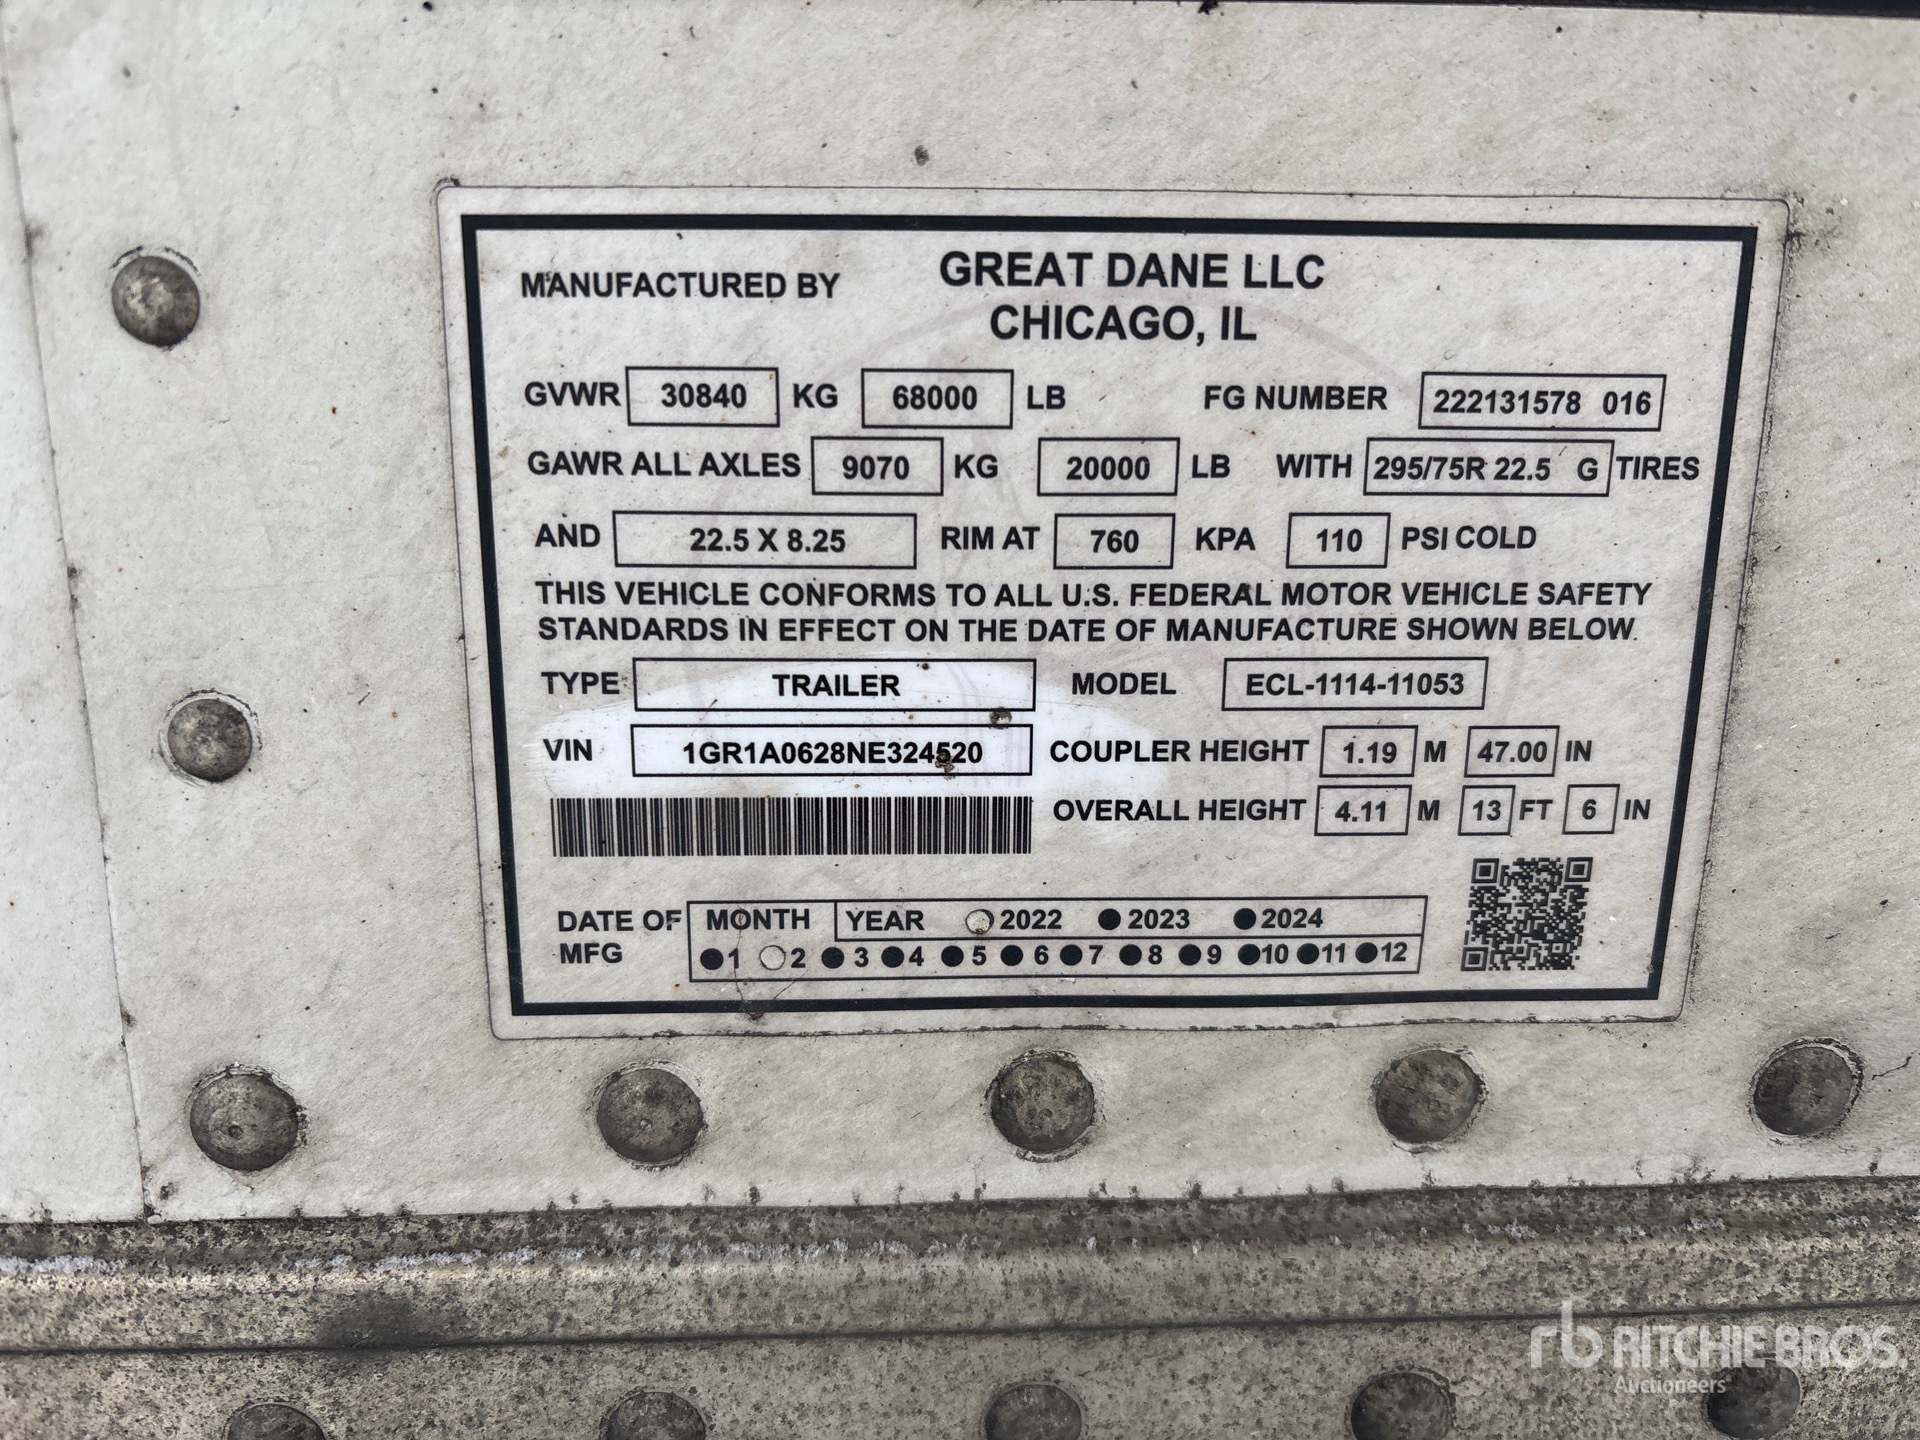 MANUFACTURED BY GREAT DANE LLC
CHICAGO, IL
GVWR 30840 KG 68000 LB FG NUMBER 222131578 016
GAWR ALL AXLES 9070 KG 20000 LB WITH 295/75R 22.5 G TIRES
AND 22.5 X 8.25 RIM AT 760 KPA 110 PSI COLD
THIS VEHICLE CONFORMS TO ALL U.S. FEDERAL MOTOR VEHICLE SAFETY
STANDARDS IN EFFECT ON THE DATE OF MANUFACTURE SHOWN BELOW.
TYPE TRAILER MODEL ECL-1114-11053
VIN 1GR1A0628NE324520 COUPLER HEIGHT 1.19 M 47.00 IN
OVERALL HEIGHT 4.11 M 13 FT 6 IN
DATE OF MONTH YEAR 2022 2023 2024
MFG 1 2 3 4 5 6 7 8 9 10 11 12
rb RITCHIE BROS.
Auctioneers